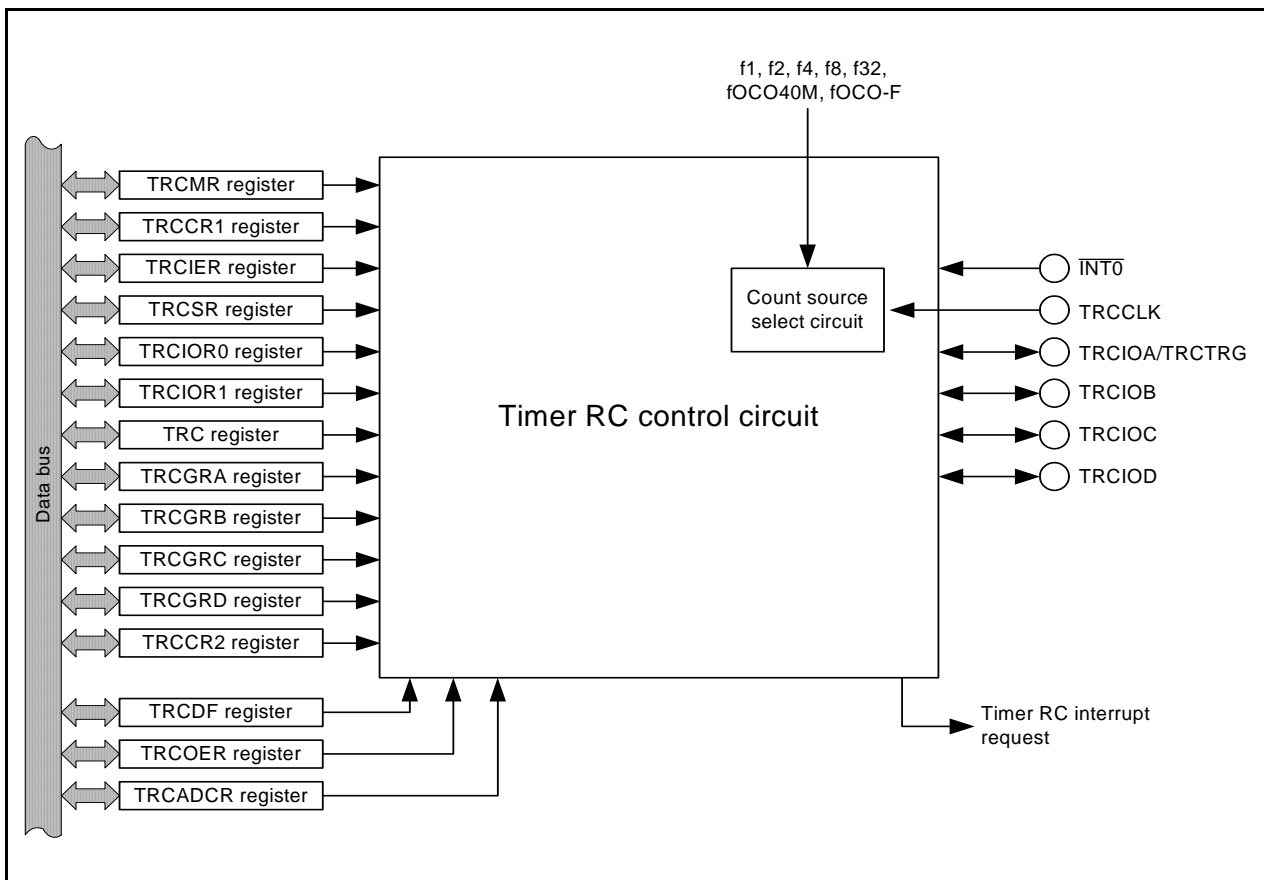 f1, f2, f4, f8, f32,
fOCO40M, fOCO-F
Data bus
TRCMR register
TRCCR1 register
TRCIER register
TRCSR register
TRCIOR0 register
TRCIOR1 register
TRC register
TRCGRA register
TRCGRB register
TRCGRC register
TRCGRD register
TRCCR2 register
TRCDF register
TRCOER register
TRCADCR register
Timer RC control circuit
Count source
select circuit
I̅N̅T̅0̅
TRCCLK
TRCIOA/TRCTRG
TRCIOB
TRCIOC
TRCIOD
Timer RC interrupt
request